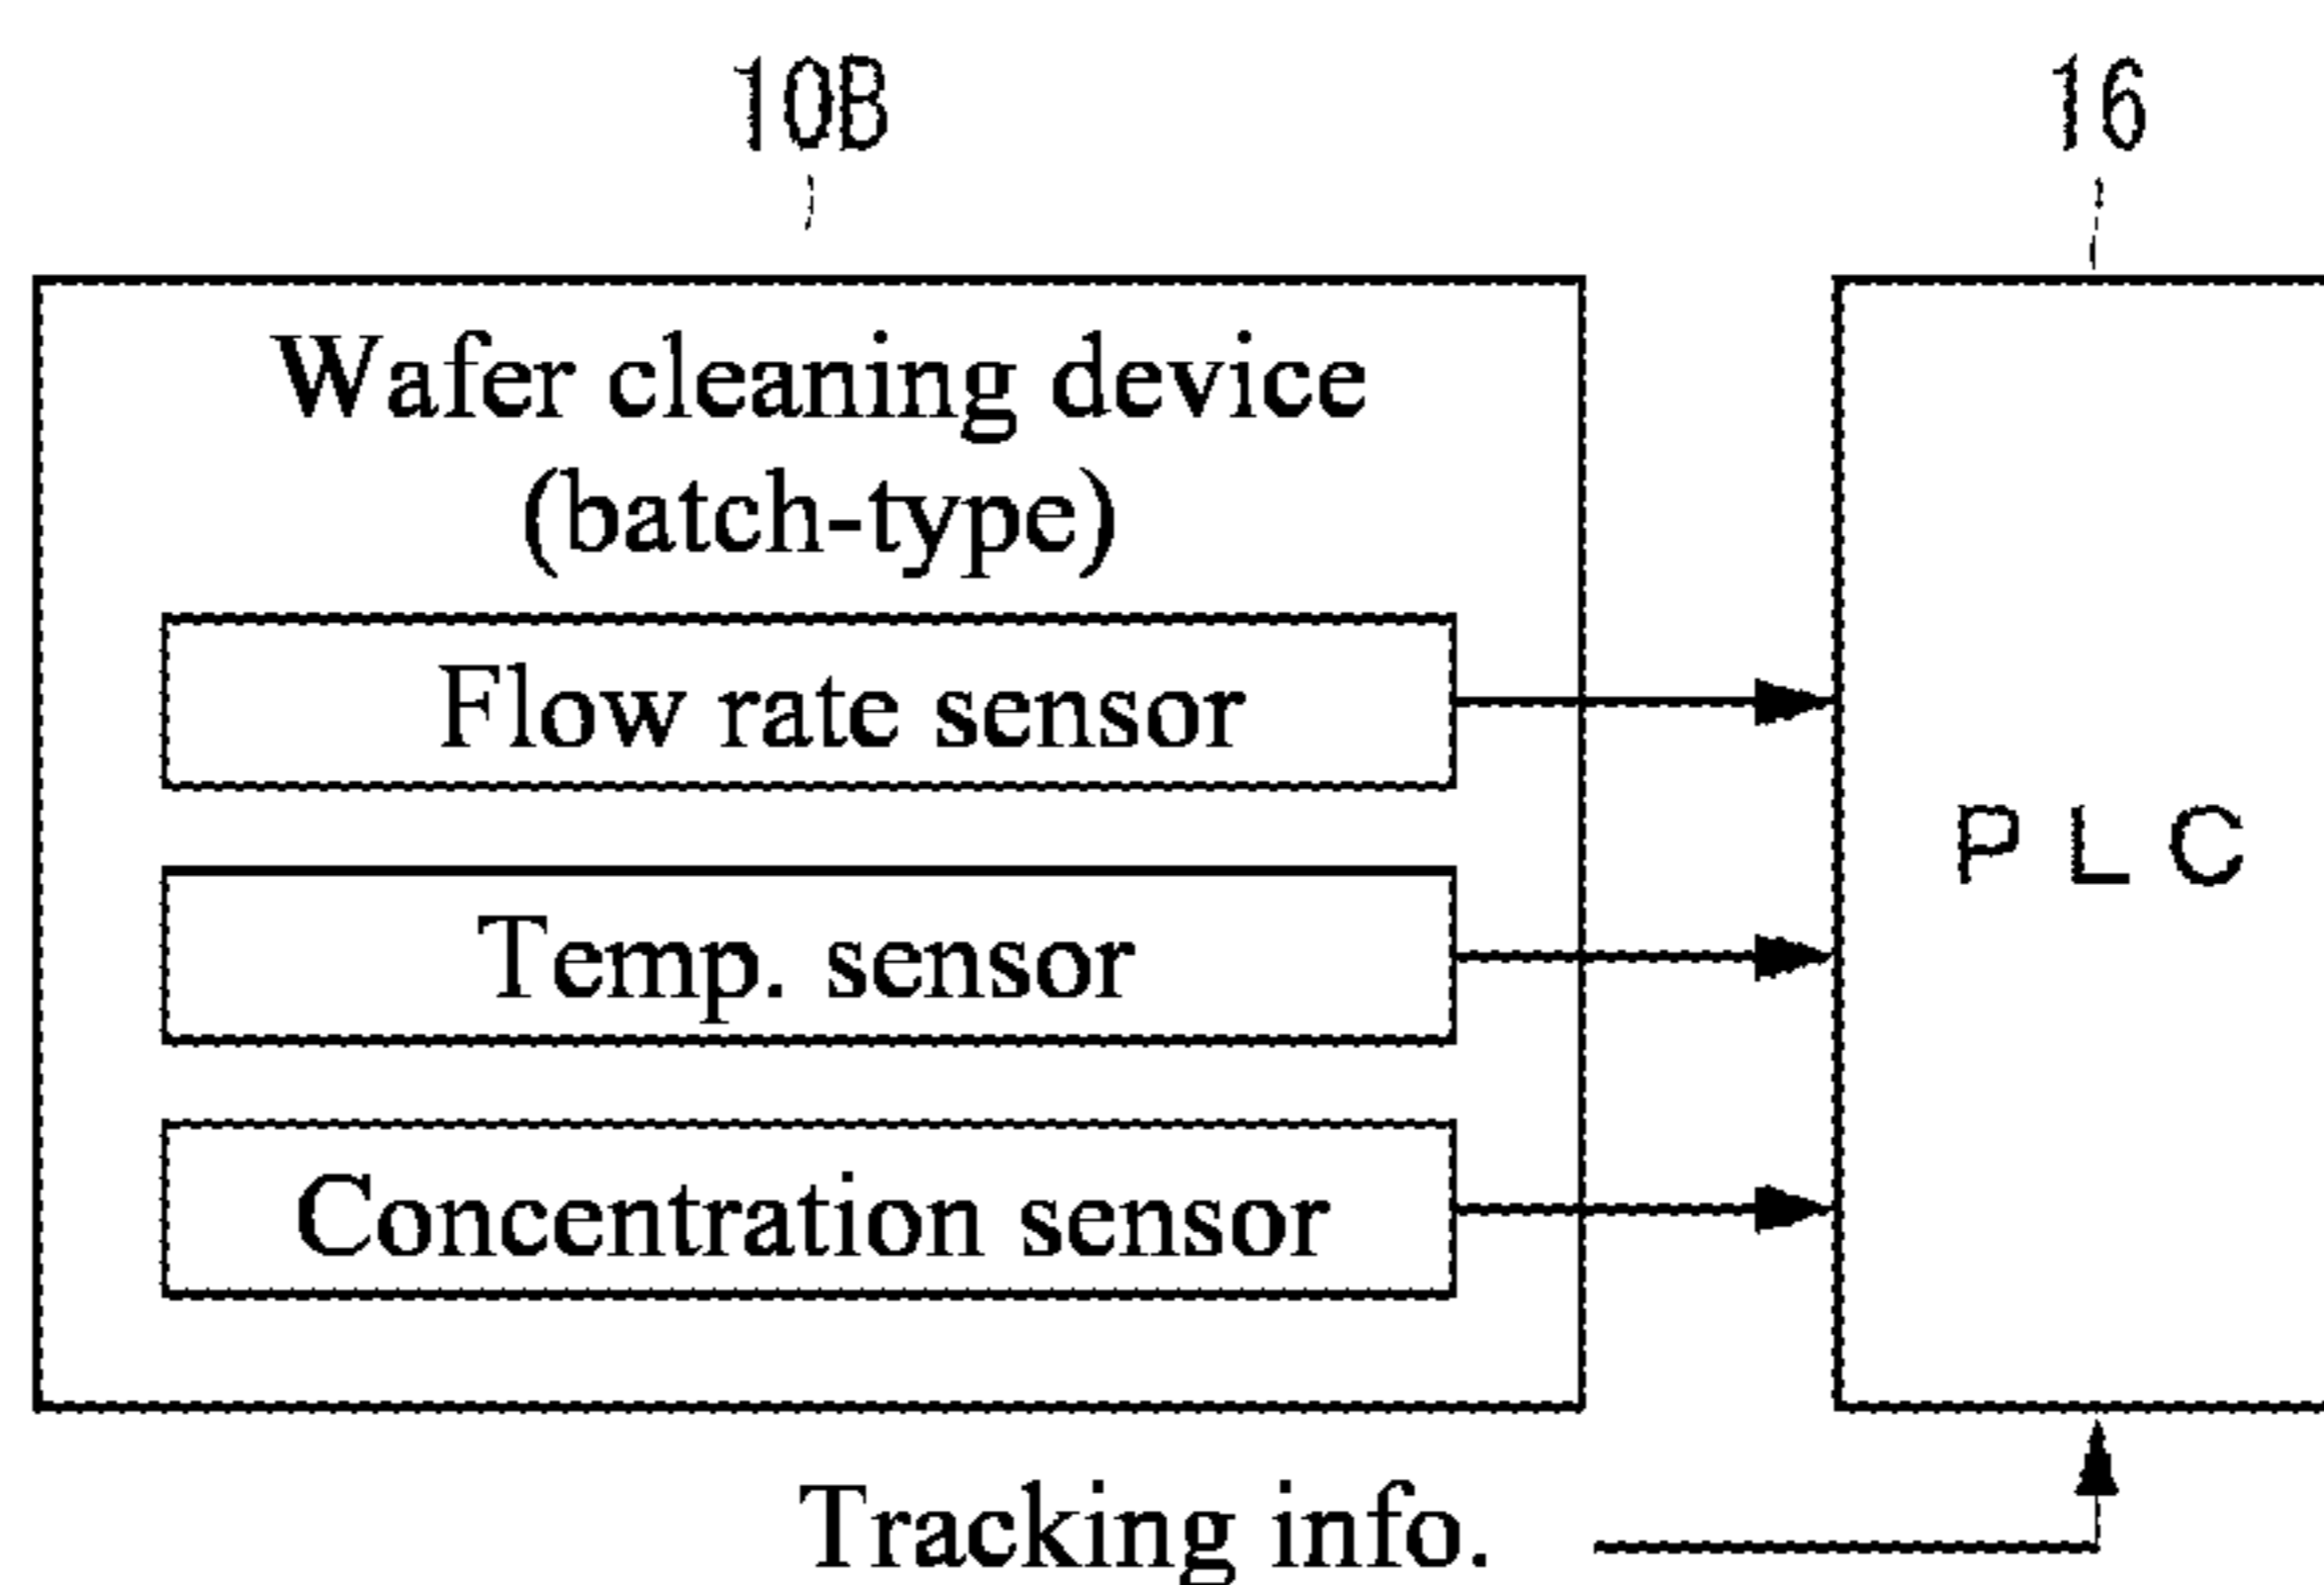 10B
16
Wafer cleaning device
(batch-type)
Flow rate sensor
PLC
Temp. sensor
Concentration sensor
Tracking info.